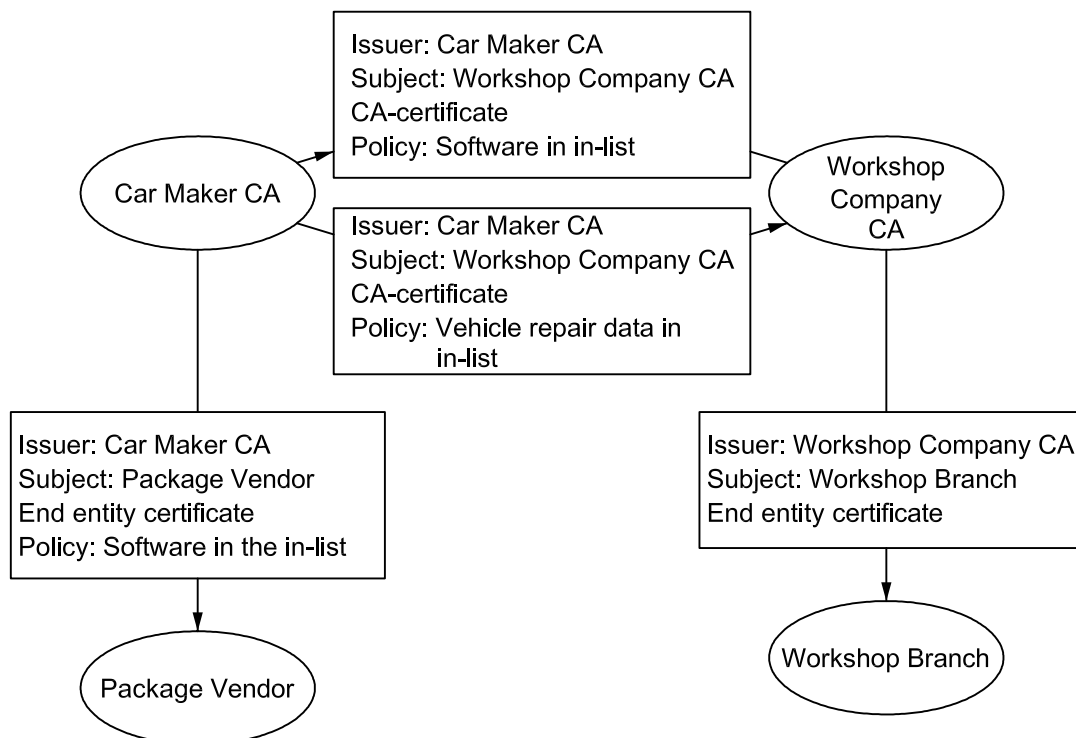 Issuer: Car Maker CA
Subject: Workshop Company CA
CA-certificate
Policy: Software in in-list
Car Maker CA
Workshop
Company
CA
Issuer: Car Maker CA
Subject: Workshop Company CA
CA-certificate
Policy: Vehicle repair data in
in-list
Issuer: Car Maker CA
Subject: Package Vendor
End entity certificate
Policy: Software in the in-list
Issuer: Workshop Company CA
Subject: Workshop Branch
End entity certificate
Package Vendor
Workshop Branch